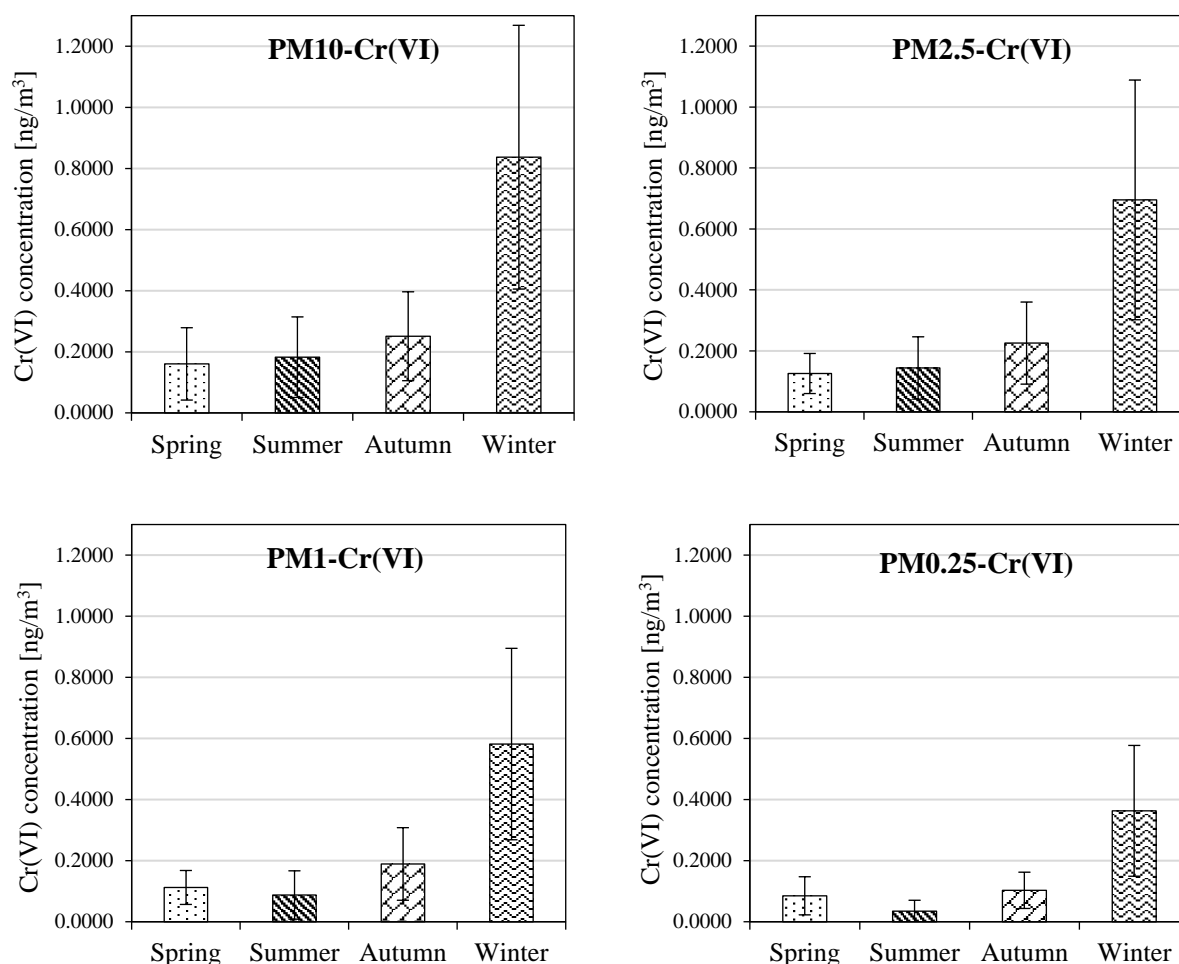 PM10-Cr(VI)
Cr(VI) concentration [ng/m³]
1.2000
1.0000
0.8000
0.6000
0.4000
0.2000
0.0000
Spring Summer Autumn Winter
PM2.5-Cr(VI)
Cr(VI) concentration [ng/m³]
1.2000
1.0000
0.8000
0.6000
0.4000
0.2000
0.0000
Spring Summer Autumn Winter
PM1-Cr(VI)
Cr(VI) concentration [ng/m³]
1.2000
1.0000
0.8000
0.6000
0.4000
0.2000
0.0000
Spring Summer Autumn Winter
PM0.25-Cr(VI)
Cr(VI) concentration [ng/m³]
1.2000
1.0000
0.8000
0.6000
0.4000
0.2000
0.0000
Spring Summer Autumn Winter